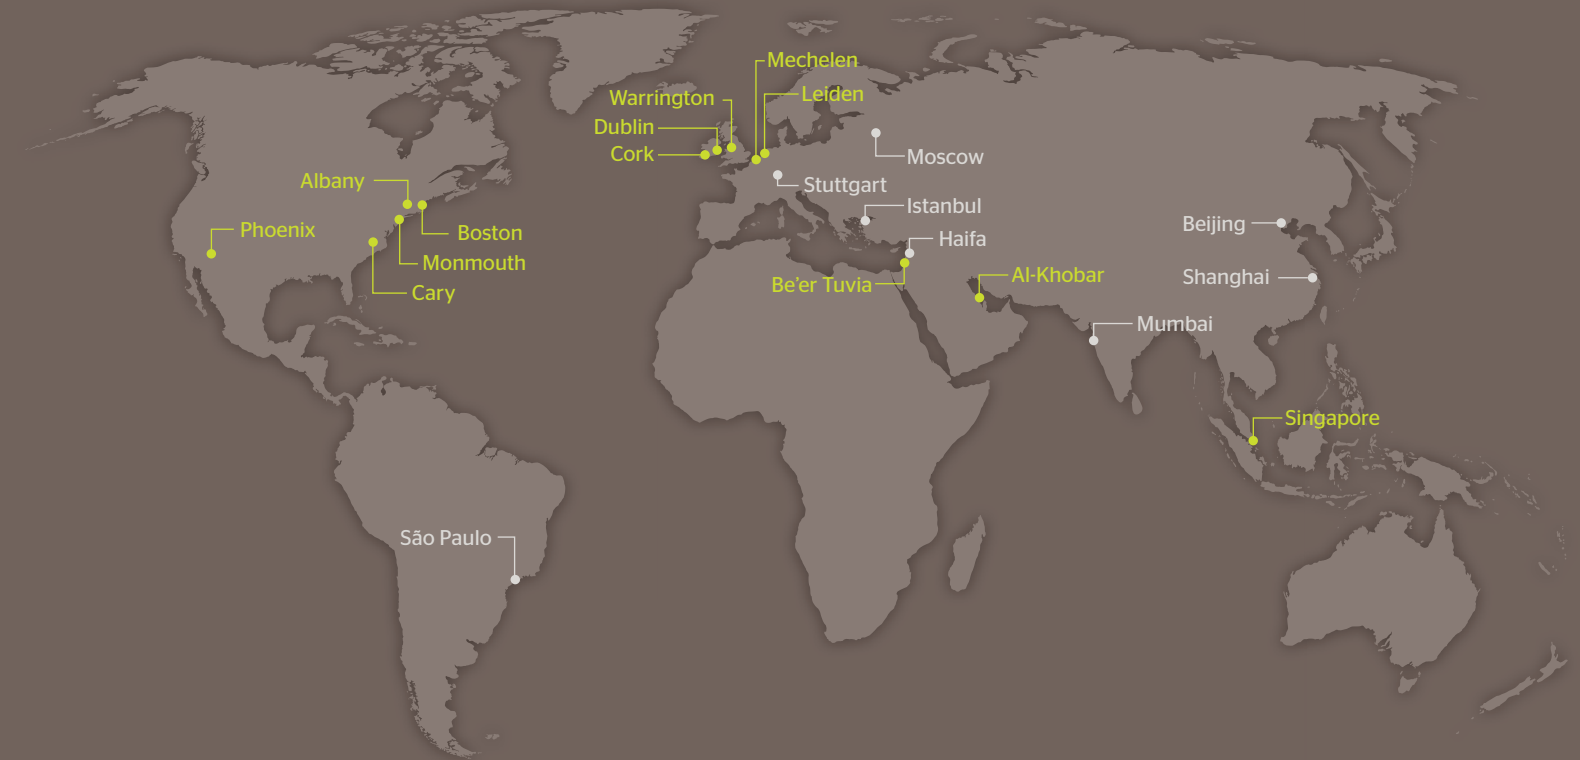 Mechelen
Leiden
Warrington
Dublin
Cork
Moscow
Stuttgart
Albany
Istanbul
Phoenix
Boston
Beijing
Haifa
Monmouth
Al-Khobar
Shanghai
Be’er Tuvia
Cary
Mumbai
Singapore
São Paulo